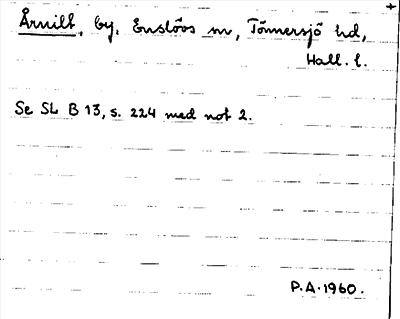 Årnilt, by, Enslövs sn, Tönnersjö hd,
Hall. l.
Se SL B 13, s. 224 med not 2.
P.A. 1960.